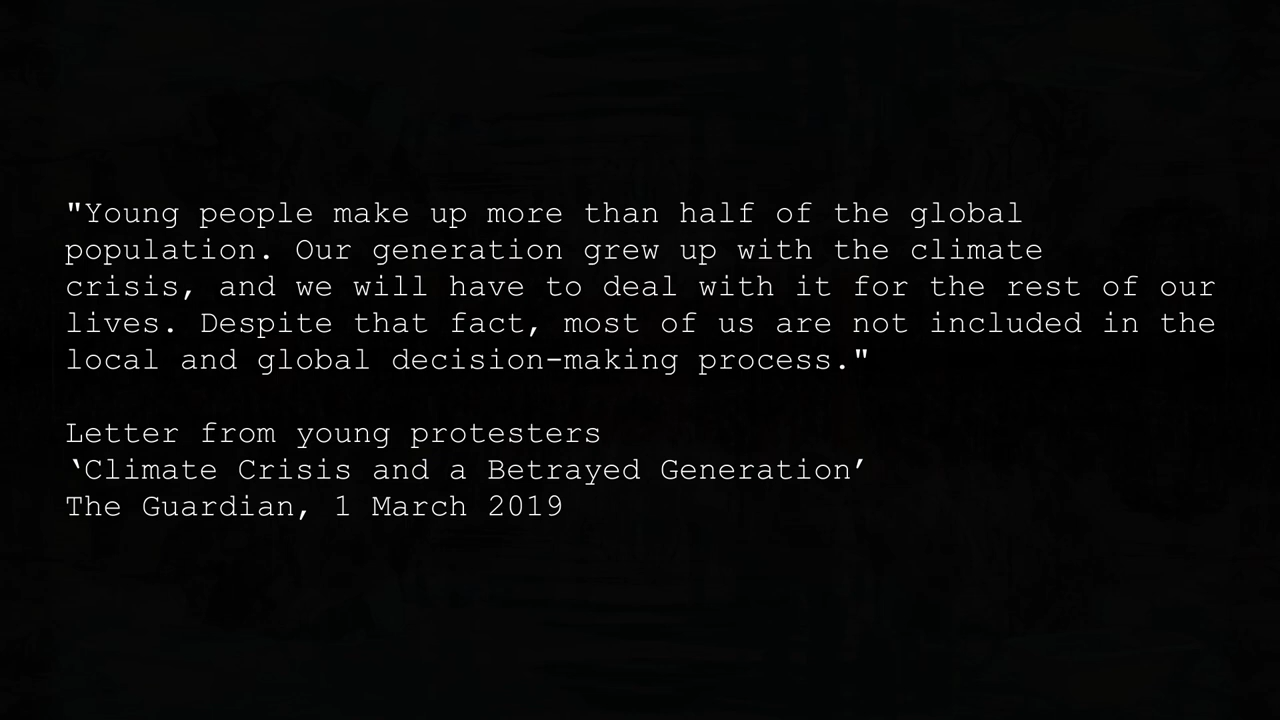 "Young people make up more than half of the global
population. Our generation grew up with the climate
crisis, and we will have to deal with it for the rest of our
lives. Despite that fact, most of us are not included in the
local and global decision-making process."
Letter from young protesters
‘Climate Crisis and a Betrayed Generation’
The Guardian, 1 March 2019